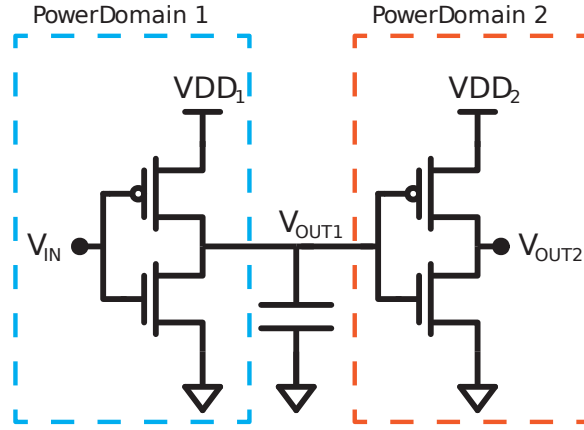 PowerDomain 1
PowerDomain 2
VDD1
VDD2
VIN
VOUT1
VOUT2